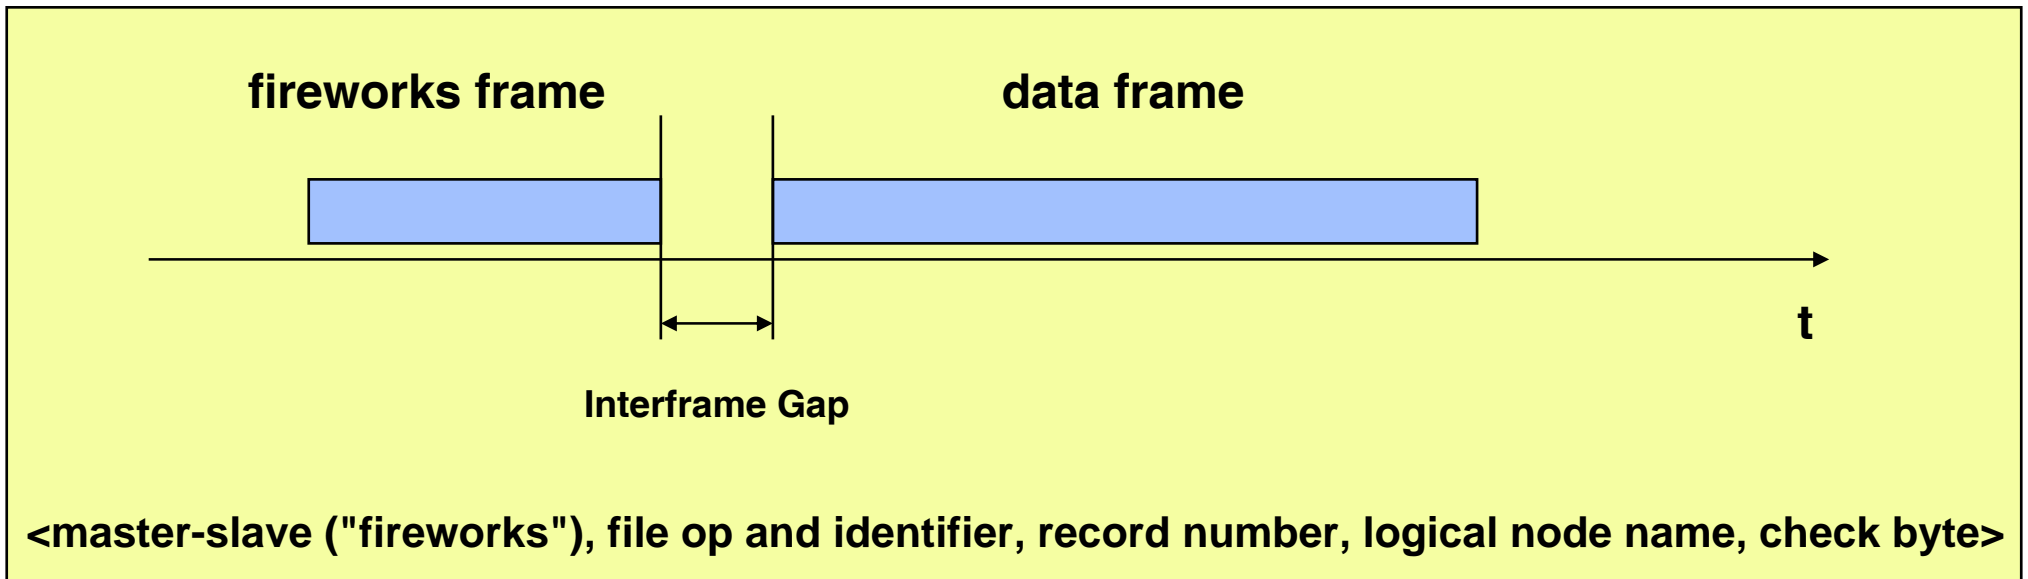 fireworks frame
data frame
t
Interframe Gap
<master-slave ("fireworks"), file op and identifier, record number, logical node name, check byte>